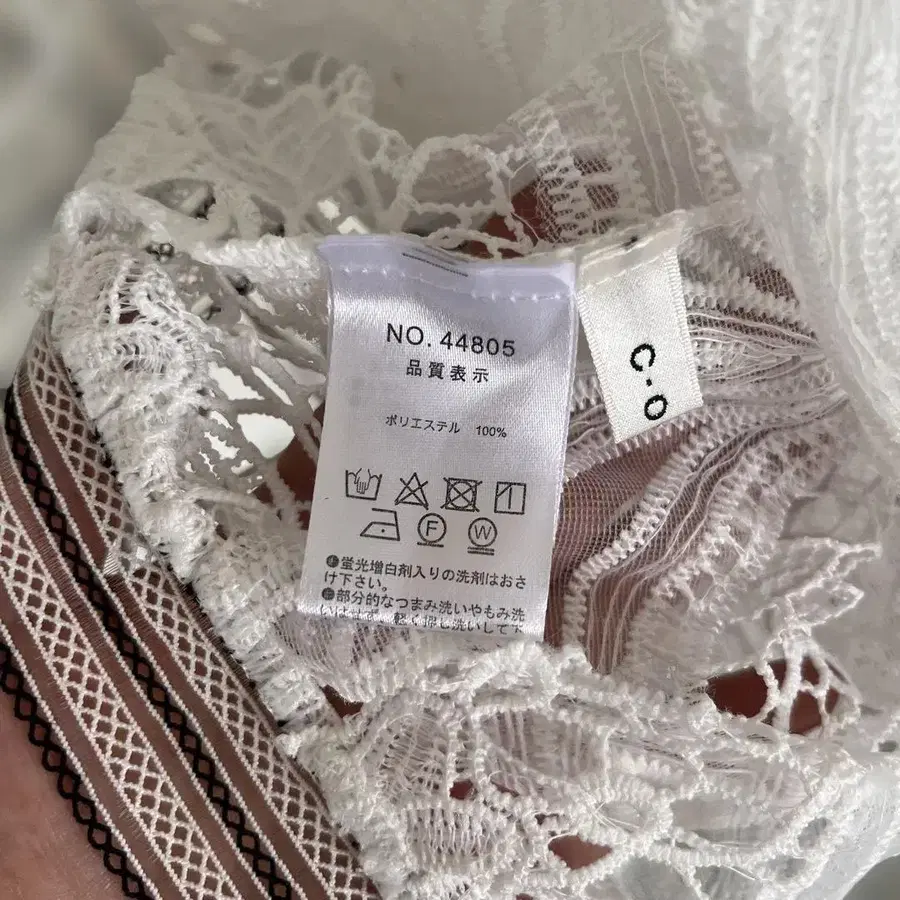 NO. 44805
品質表示
ポリエステル 100%
F
W
●蛍光増白剤入りの洗剤はおさ
け下さい。
●部分的なつまみ洗いやもみ洗
C-0